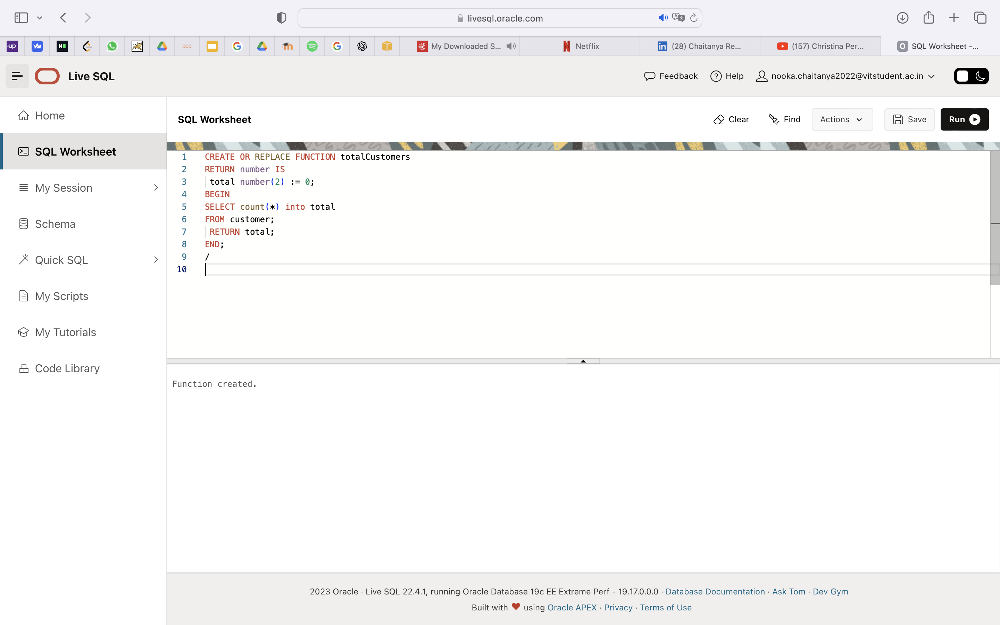 livesql.oracle.com
up
DCD
My Downloaded S...
Netflix
(28) Chaitanya Re...
(157) Christina Per...
O SQL Worksheet -...
Live SQL
Feedback
Help
nooka.chaitanya2022@vitstudent.ac.in
Home
SQL Worksheet
My Session
Schema
Quick SQL
My Scripts
My Tutorials
Code Library
SQL Worksheet
Clear
Find
Actions
Save
Run
1 CREATE OR REPLACE FUNCTION totalCustomers
2 RETURN number IS
3 total number(2) := 0;
4 BEGIN
5 SELECT count(*) into total
6 FROM customer;
7 RETURN total;
8 END;
9 /
10
Function created.
2023 Oracle · Live SQL 22.4.1, running Oracle Database 19c EE Extreme Perf - 19.17.0.0.0 · Database Documentation · Ask Tom · Dev Gym
Built with ❤ using Oracle APEX · Privacy · Terms of Use